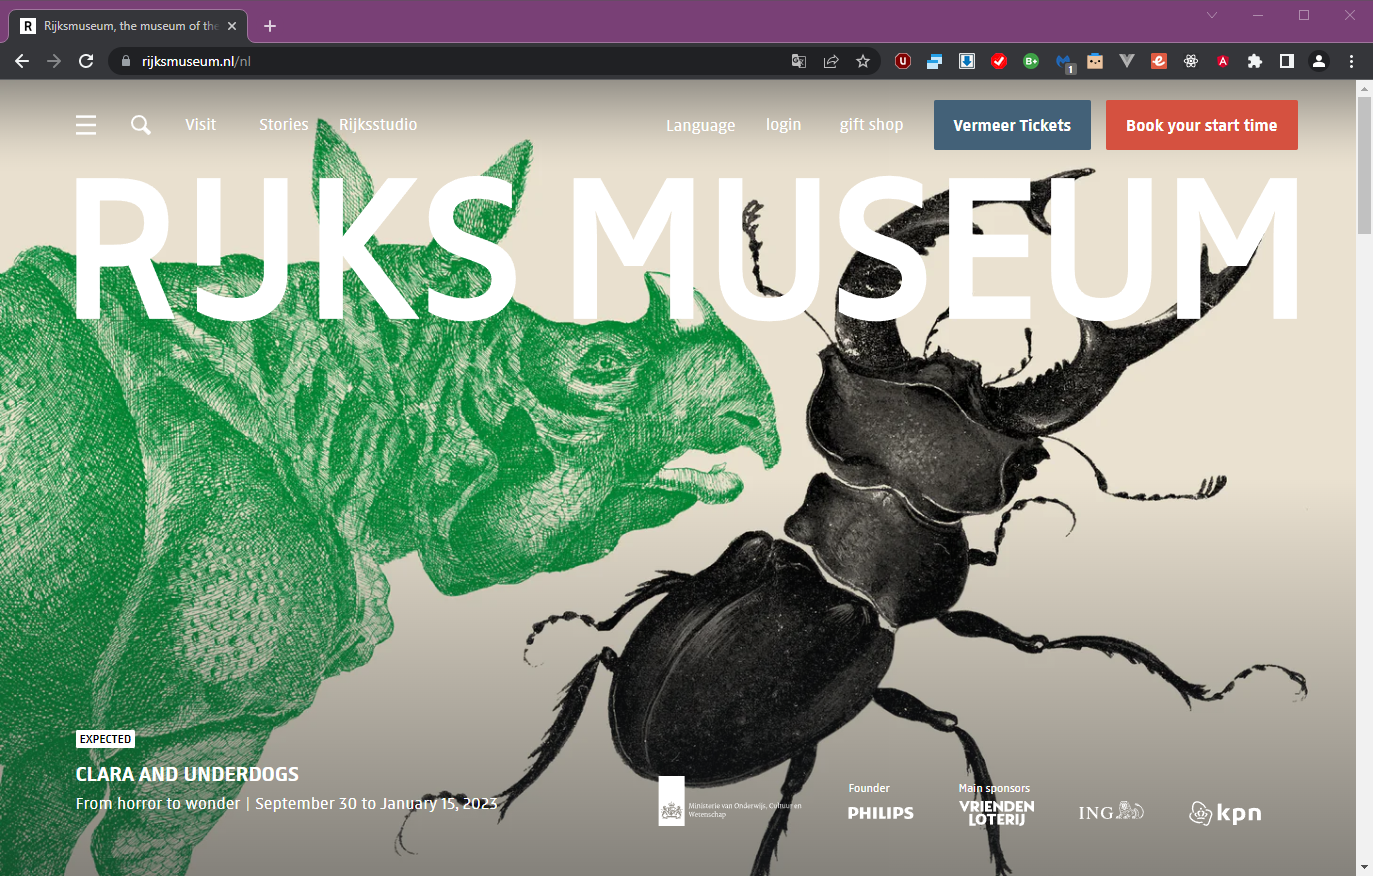 Rijksmuseum, the museum of the
rijksmuseum.nl/nl
1
Visit
Stories
Rijksstudio
Language
login
gift shop
Vermeer Tickets
Book your start time
RIJKS MUSEUM
EXPECTED
CLARA AND UNDERDOGS
From horror to wonder | September 30 to January 15, 2023
Ministerie van Onderwijs, Cultuur en
Wetenschap
Founder
PHILIPS
Main sponsors
VRIENDEN
LOTERIJ
ING
kpn